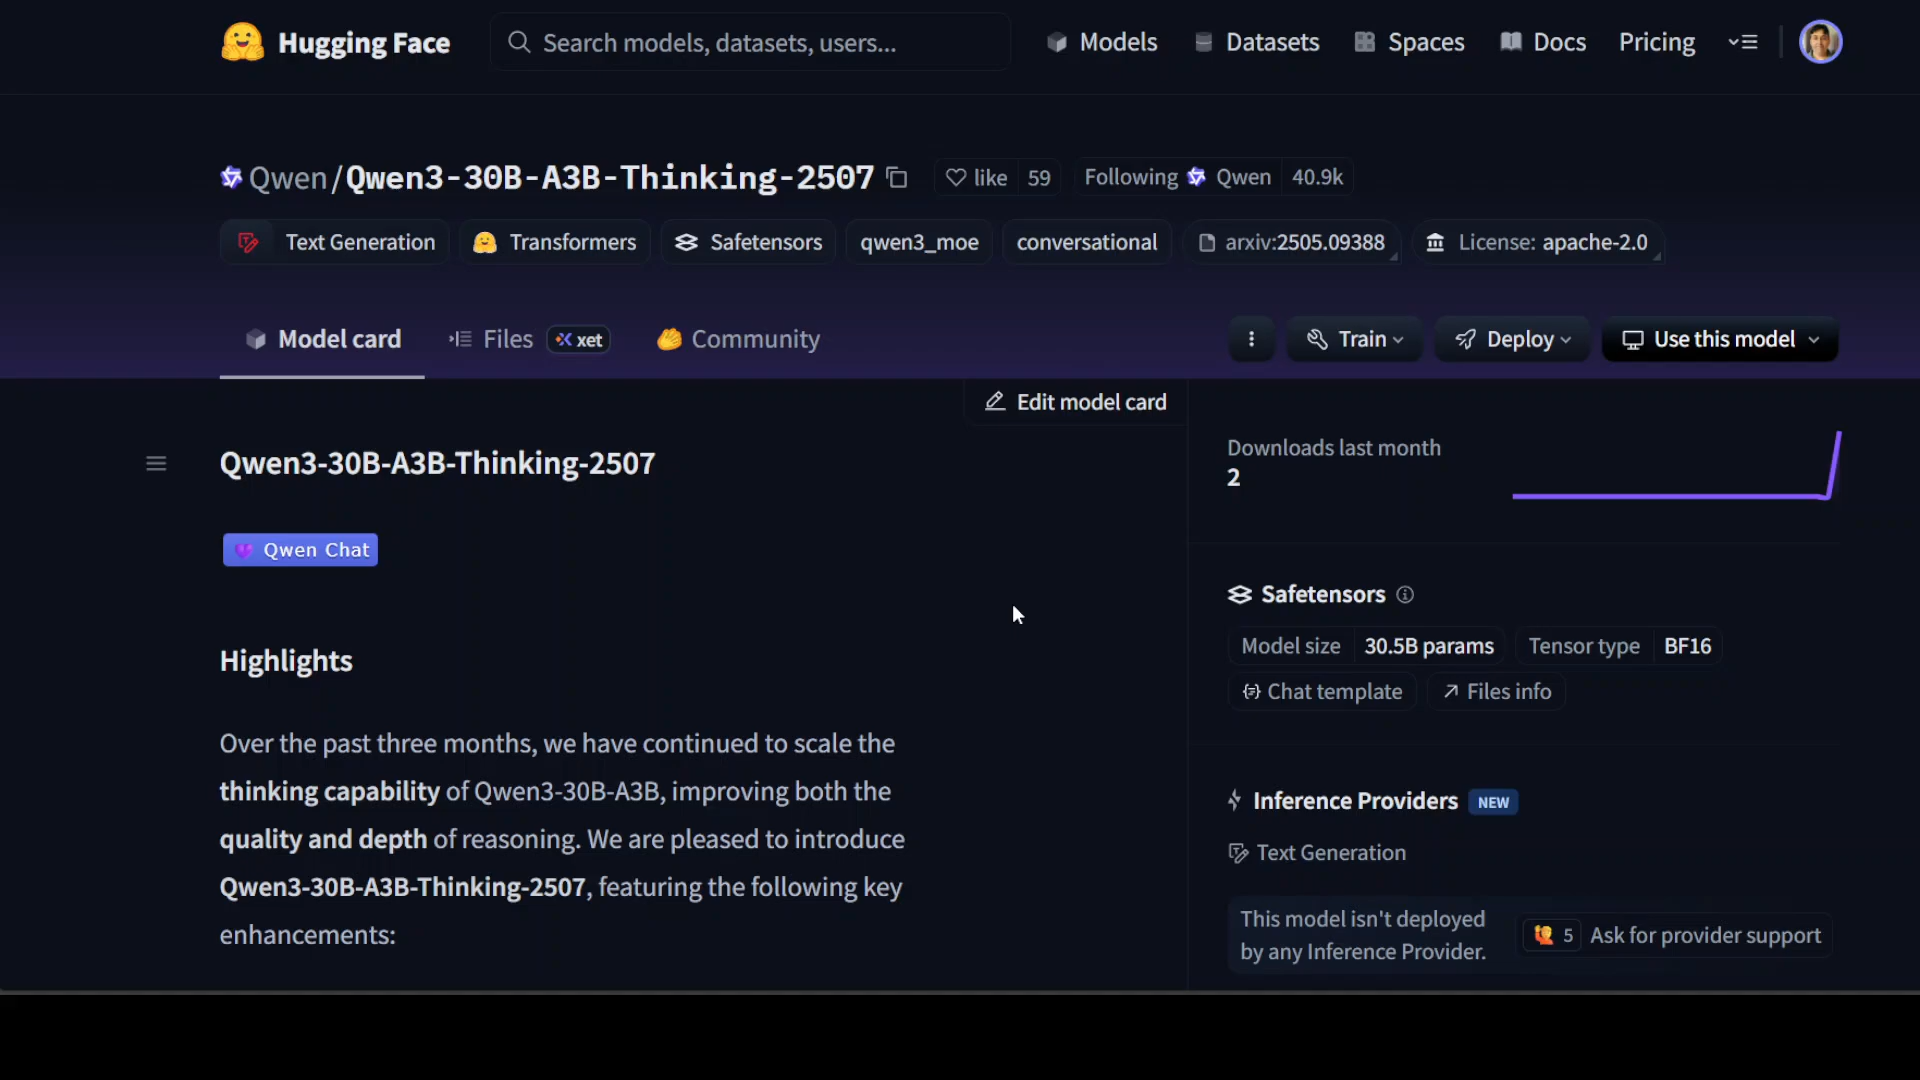 Hugging Face
Search models, datasets, users...
Models
Datasets
Spaces
Docs
Pricing
Qwen/Qwen3-30B-A3B-Thinking-2507
like 59
Following Qwen 40.9k
Text Generation
Transformers
Safetensors
qwen3_moe
conversational
arxiv:2505.09388
License: apache-2.0
Model card
Files xet
Community
Train
Deploy
Use this model
Edit model card
Qwen3-30B-A3B-Thinking-2507
Qwen Chat
Highlights
Over the past three months, we have continued to scale the
thinking capability of Qwen3-30B-A3B, improving both the
quality and depth of reasoning. We are pleased to introduce
Qwen3-30B-A3B-Thinking-2507, featuring the following key
enhancements:
Downloads last month
2
Safetensors
Model size 30.5B params
Tensor type BF16
Chat template
Files info
Inference Providers NEW
Text Generation
This model isn't deployed
by any Inference Provider.
5 Ask for provider support